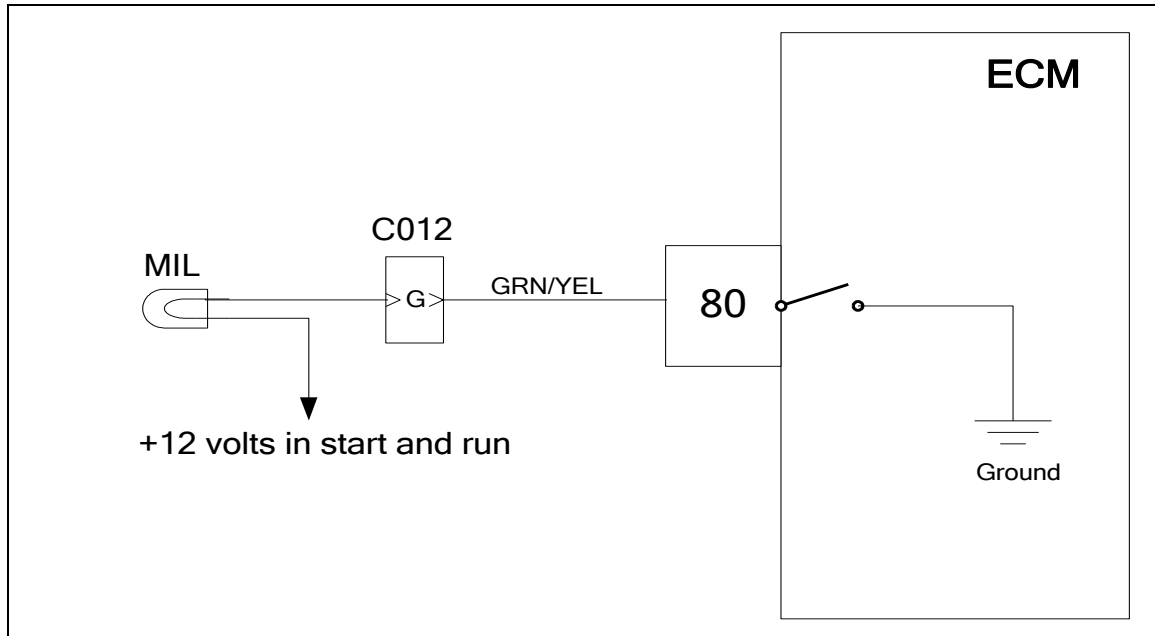 ECM
C012
MIL
G
GRN/YEL
80
+12 volts in start and run
Ground